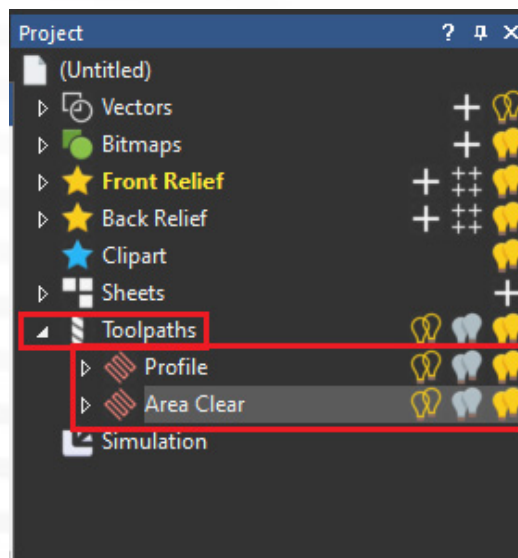 Project ?
(Untitled)
Vectors
Bitmaps
Front Relief
Back Relief
Clipart
Sheets
Toolpaths
Profile
Area Clear
Simulation